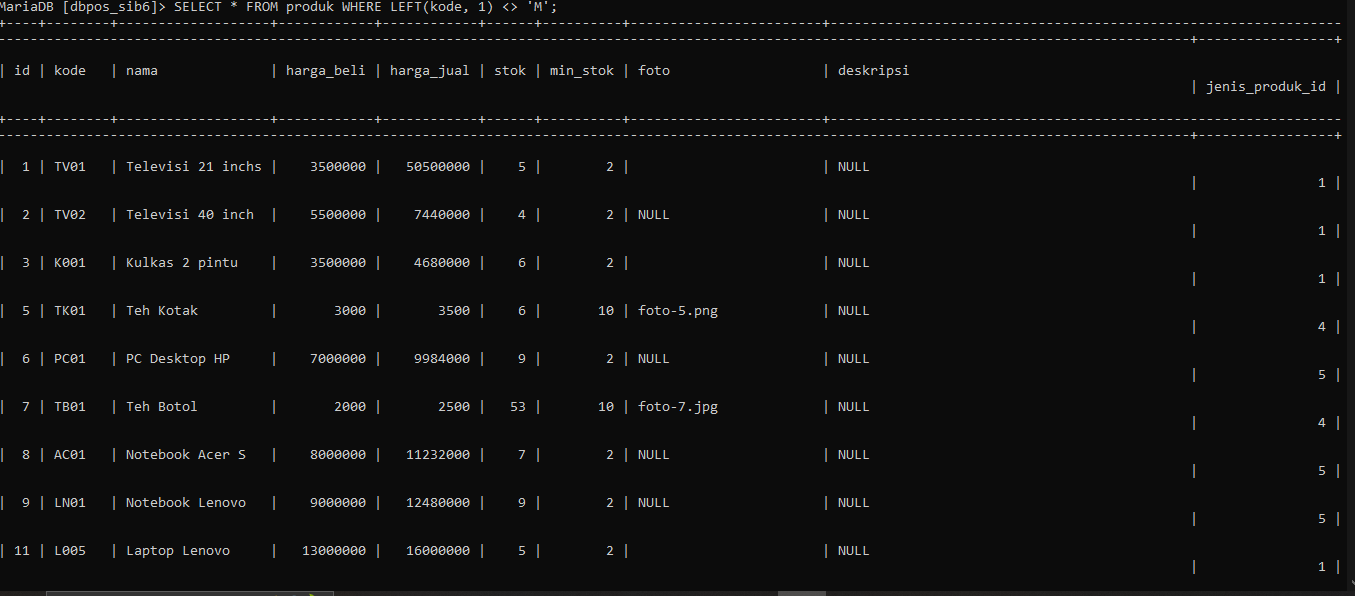 MariaDB [dbpos_sib6]> SELECT * FROM produk WHERE LEFT(kode, 1) <> 'M';
| id | kode | nama | harga_beli | harga_jual | stok | min_stok | foto | deskripsi
| jenis_produk_id |
| 1 | TV01 | Televisi 21 inchs | 3500000 | 50500000 | 5 | 2 | | NULL
| 1 |
| 2 | TV02 | Televisi 40 inch | 5500000 | 7440000 | 4 | 2 | NULL | NULL
| 1 |
| 3 | K001 | Kulkas 2 pintu | 3500000 | 4680000 | 6 | 2 | | NULL
| 1 |
| 5 | TK01 | Teh Kotak | 3000 | 3500 | 6 | 10 | foto-5.png | NULL
| 4 |
| 6 | PC01 | PC Desktop HP | 7000000 | 9984000 | 9 | 2 | NULL | NULL
| 5 |
| 7 | TB01 | Teh Botol | 2000 | 2500 | 53 | 10 | foto-7.jpg | NULL
| 4 |
| 8 | AC01 | Notebook Acer S | 8000000 | 11232000 | 7 | 2 | NULL | NULL
| 5 |
| 9 | LN01 | Notebook Lenovo | 9000000 | 12480000 | 9 | 2 | NULL | NULL
| 5 |
| 11 | L005 | Laptop Lenovo | 13000000 | 16000000 | 5 | 2 | | NULL
| 1 |